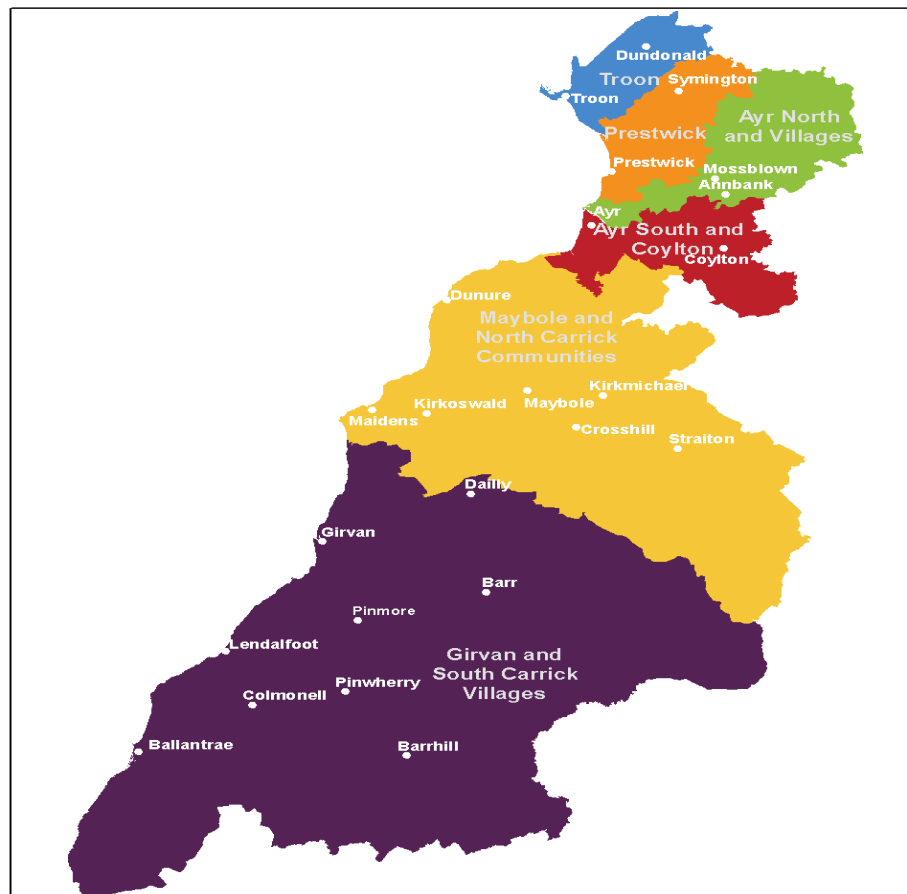 Dundonald
Troon
Symington
Troon
Ayr North
and Villages
Prestwick
Prestwick
Mossblown
Annbank
Ayr
Ayr South and
Coylton
Coylton
Dunure
Maybole and
North Carrick
Communities
Kirkmichael
Maybole
Kirkoswald
Maidens
Crosshill
Straiton
Dailly
Girvan
Barr
Pinmore
Lendalfoot
Girvan and
South Carrick
Villages
Pinwherry
Colmonell
Ballantrae
Barrhill